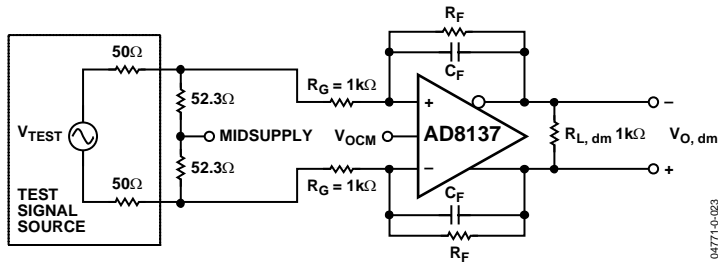 50Ω
52.3Ω
V_TEST
MIDSUPPLY
52.3Ω
50Ω
TEST
SIGNAL
SOURCE
R_G = 1kΩ
R_G = 1kΩ
R_F
C_F
+
V_OCM
AD8137
−
C_F
R_F
−
R_L, dm 1kΩ
V_O, dm
+
04771-0-023